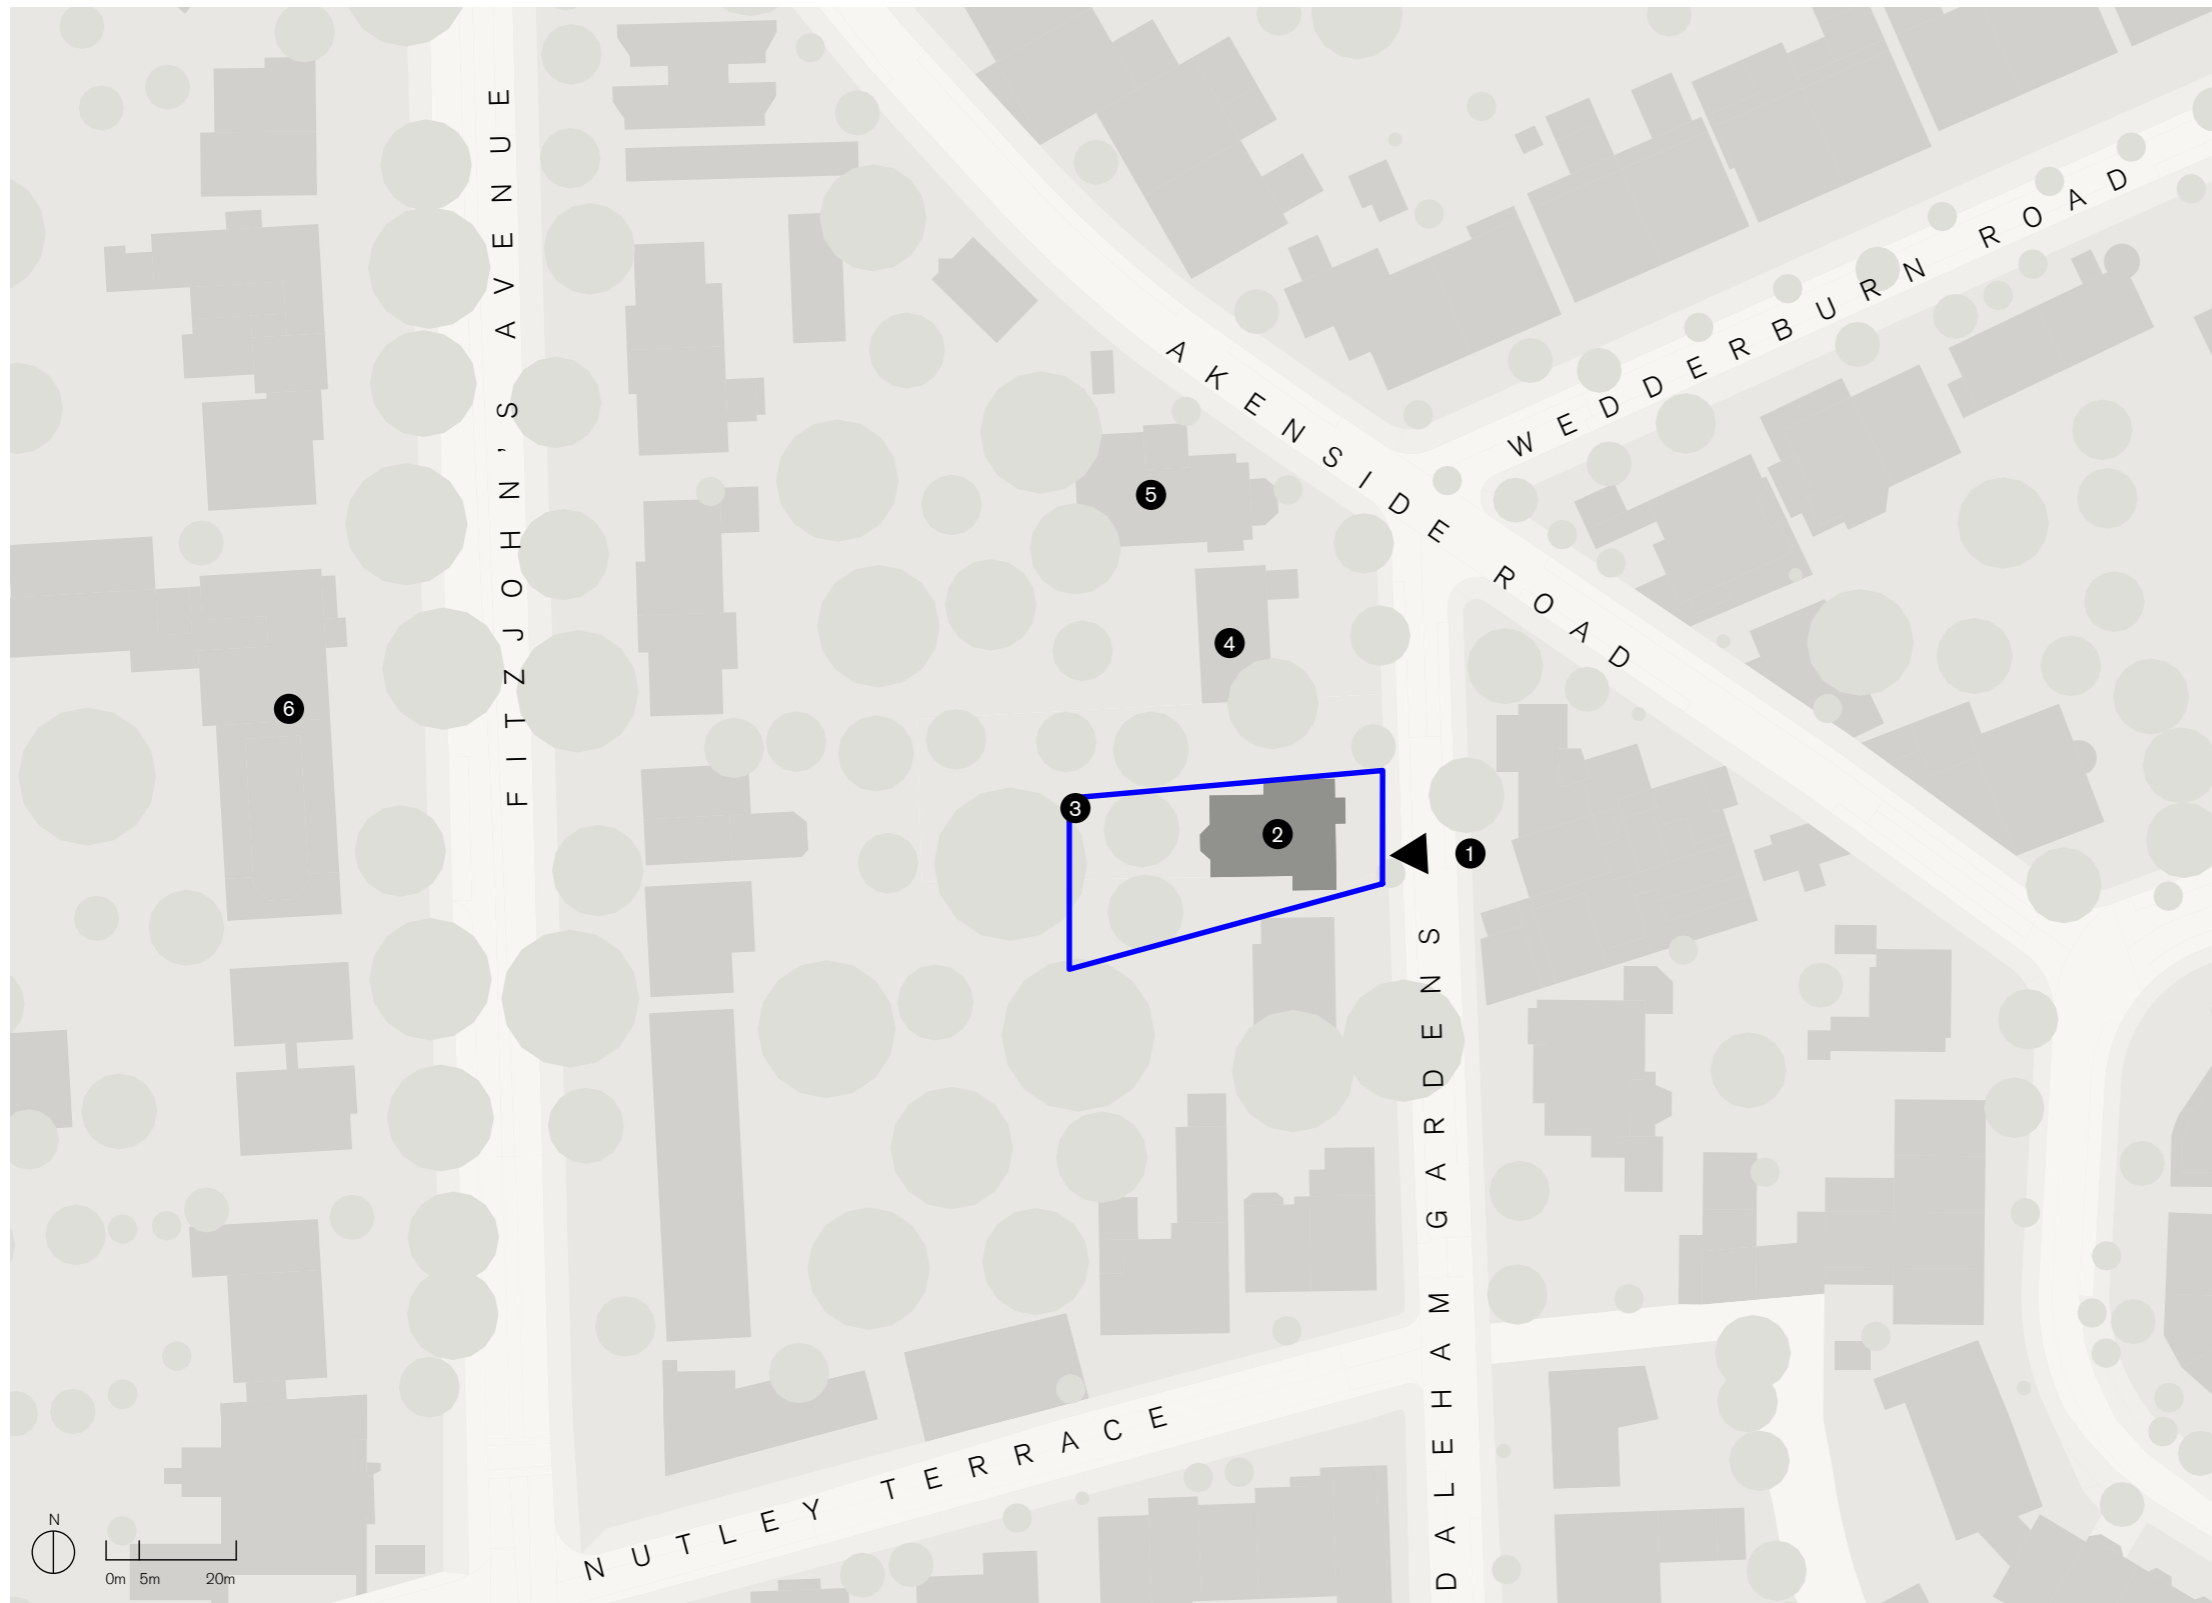 FITZJOHN'S AVENUE
AKENSIDE ROAD
WEDDERBURN ROAD
5
4
6
3
2
1
DALEHAM GARDENS
NUTLEY TERRACE
N
0m 5m 20m